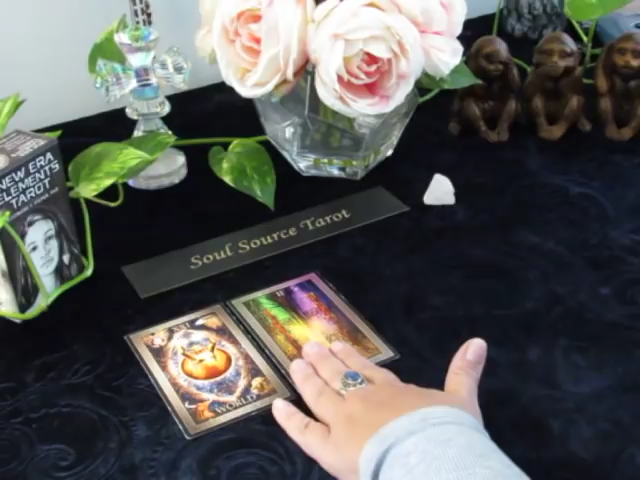 NEW ERA
ELEMENTS
TAROT
Soul Source Tarot
WORLD